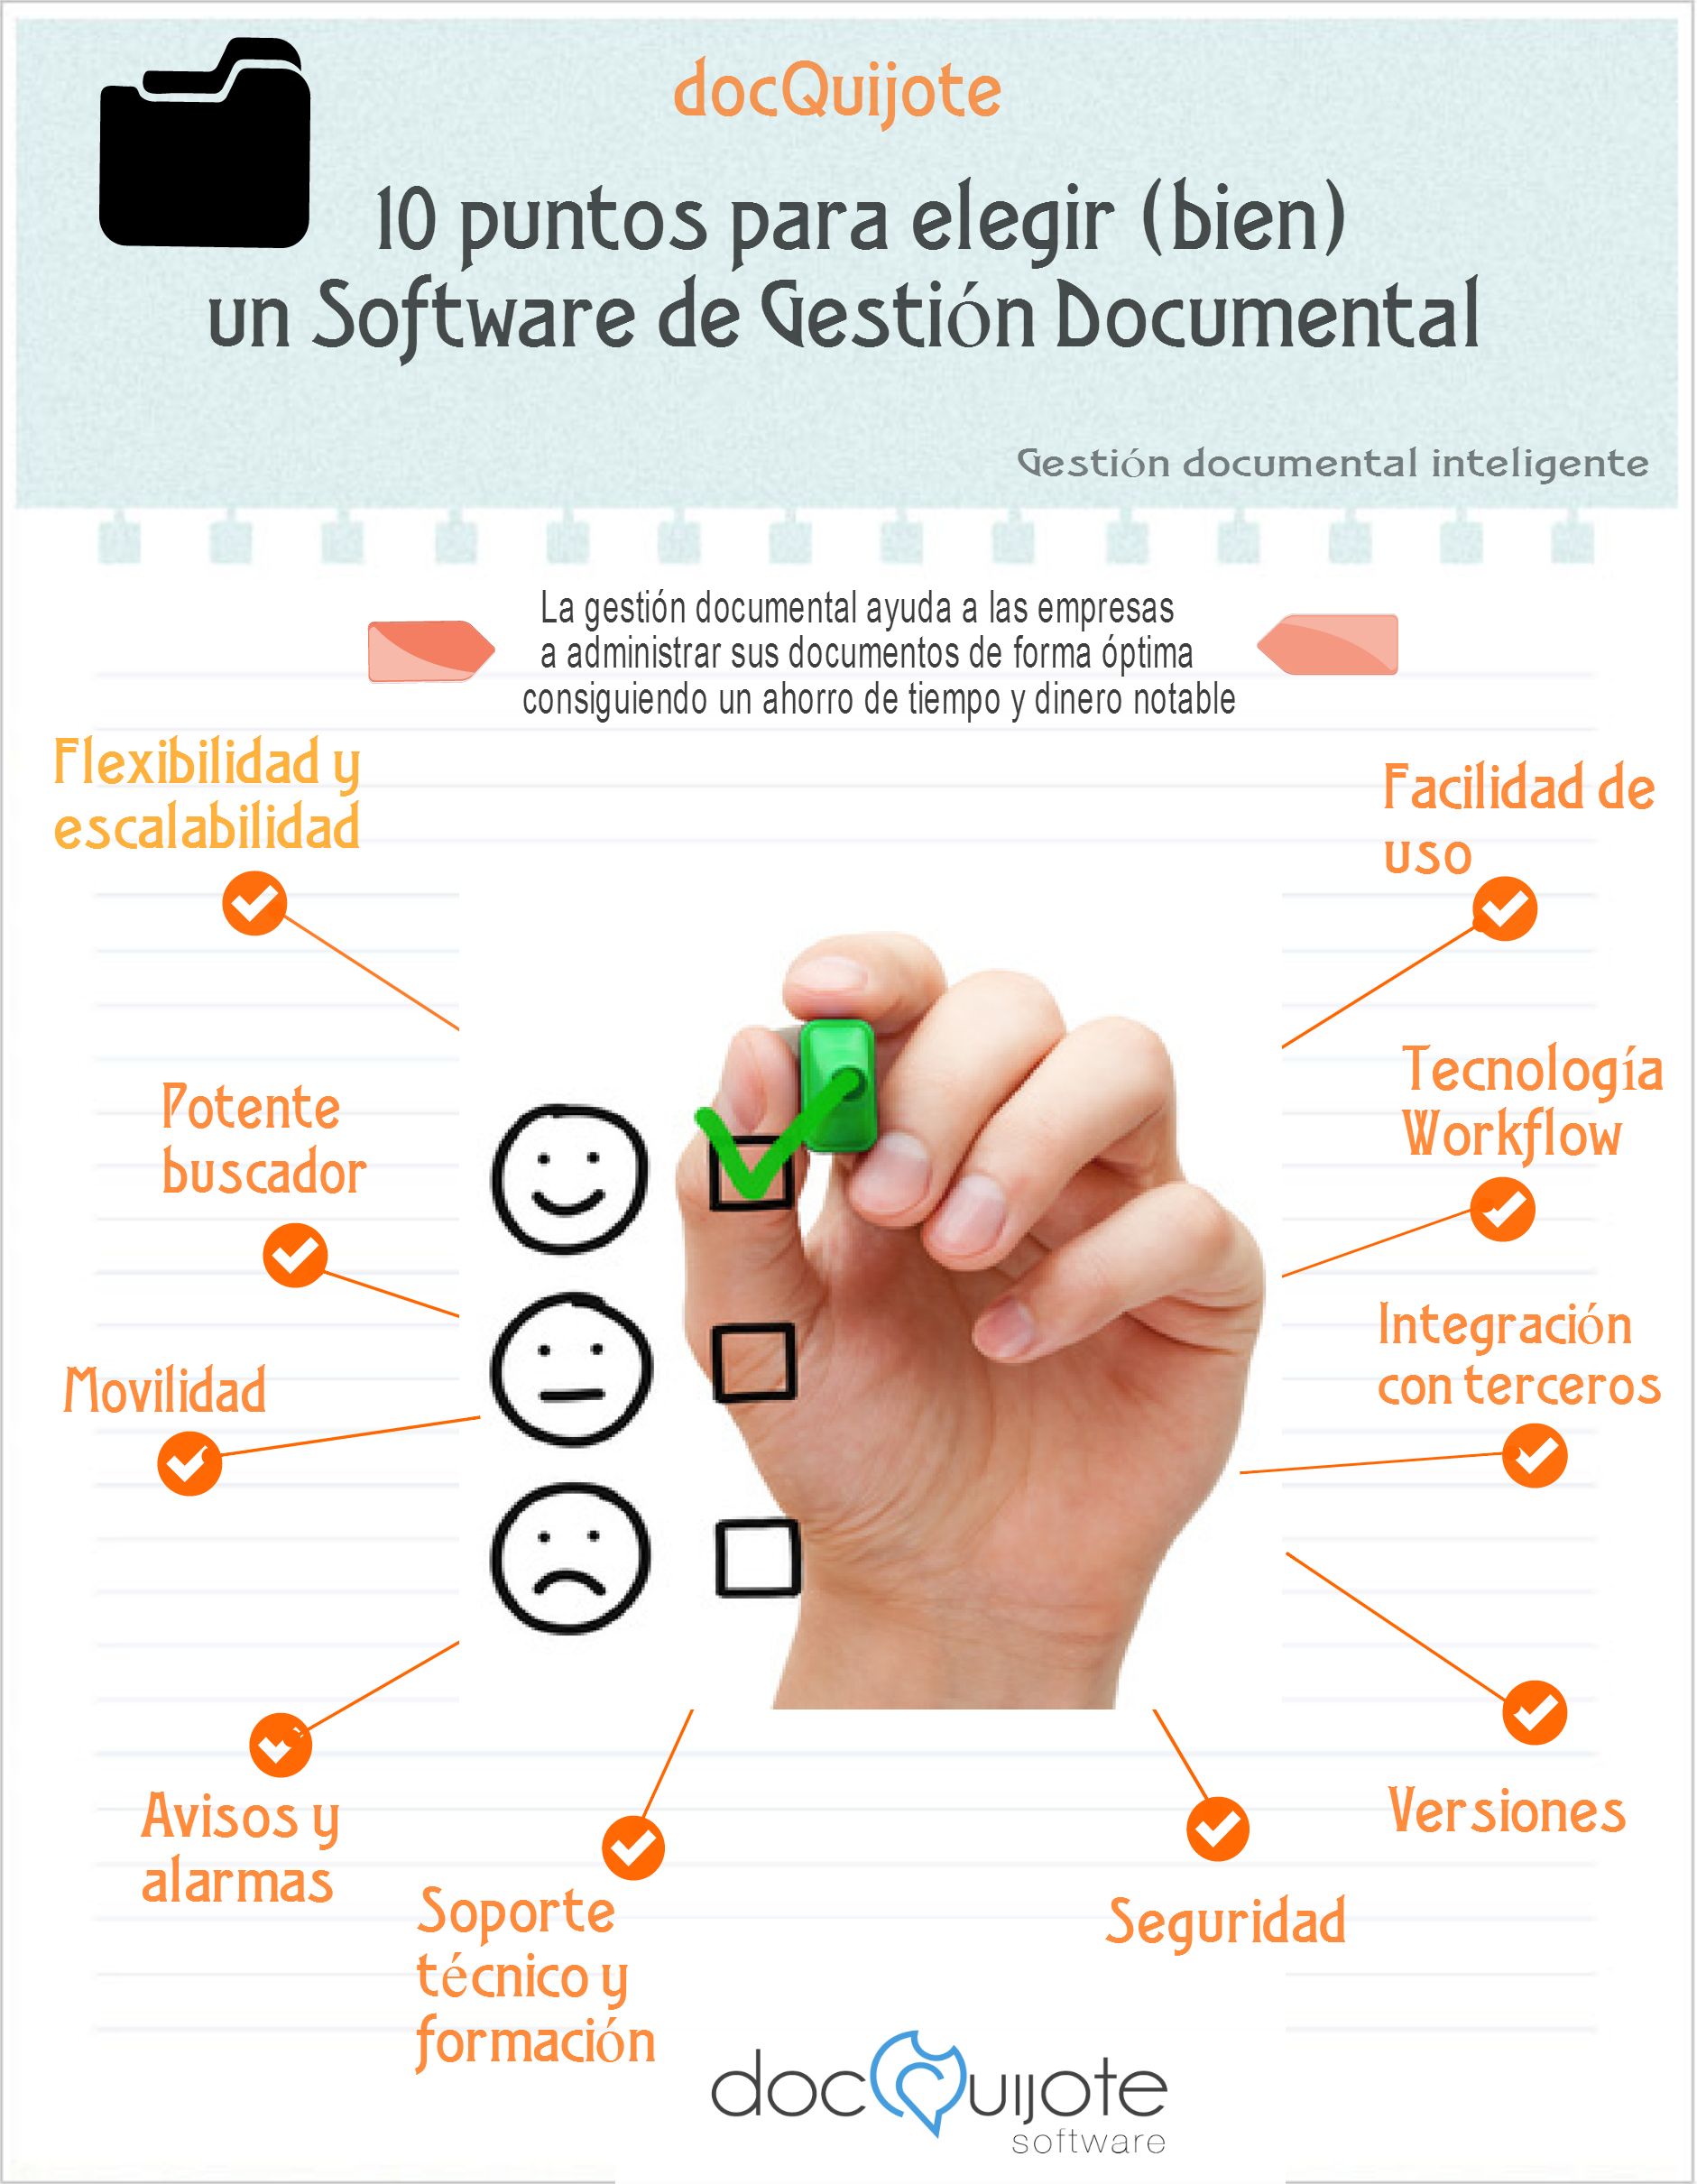 docQuijote
10 puntos para elegir (bien)
un Software de Gestión Documental
Gestión documental inteligente
La gestión documental ayuda a las empresas
a administrar sus documentos de forma óptima
consiguiendo un ahorro de tiempo y dinero notable
Flexibilidad y
escalabilidad
Facilidad de
uso
Potente
buscador
Tecnología
Workflow
Movilidad
Integración
con terceros
Avisos y
alarmas
Versiones
Soporte
técnico y
formación
Seguridad
docQuijote
software